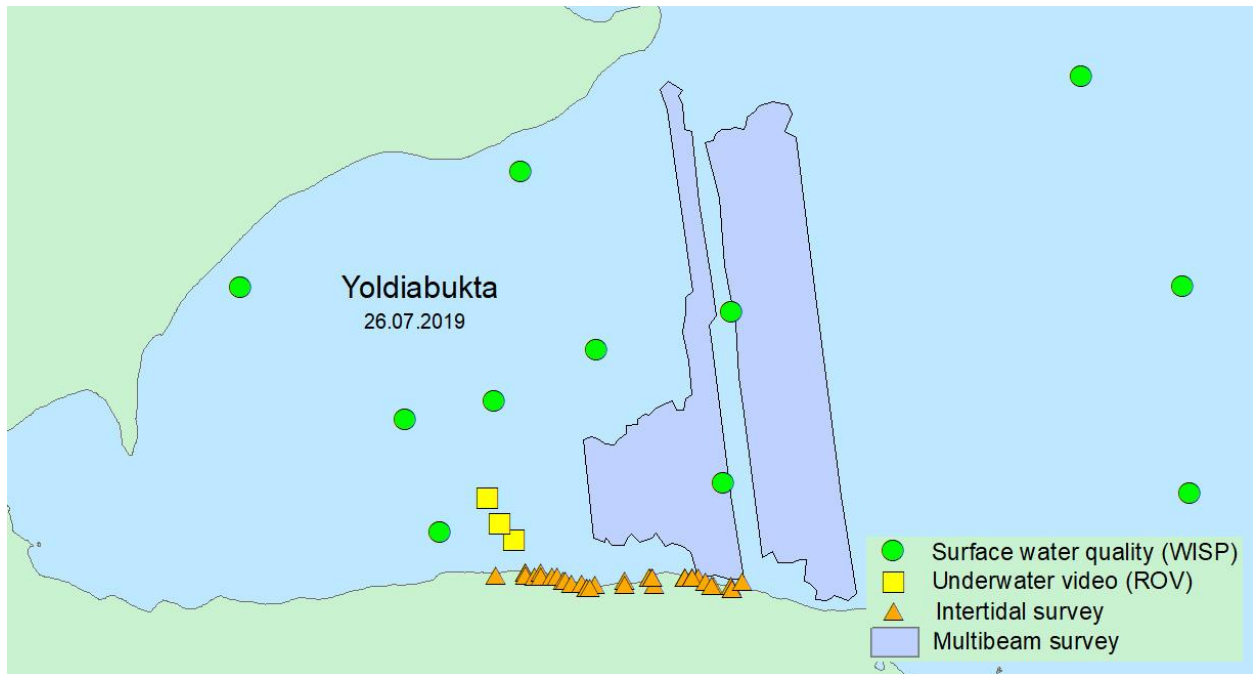 Yoldiabukta
26.07.2019
Surface water quality (WISP)
Underwater video (ROV)
Intertidal survey
Multibeam survey